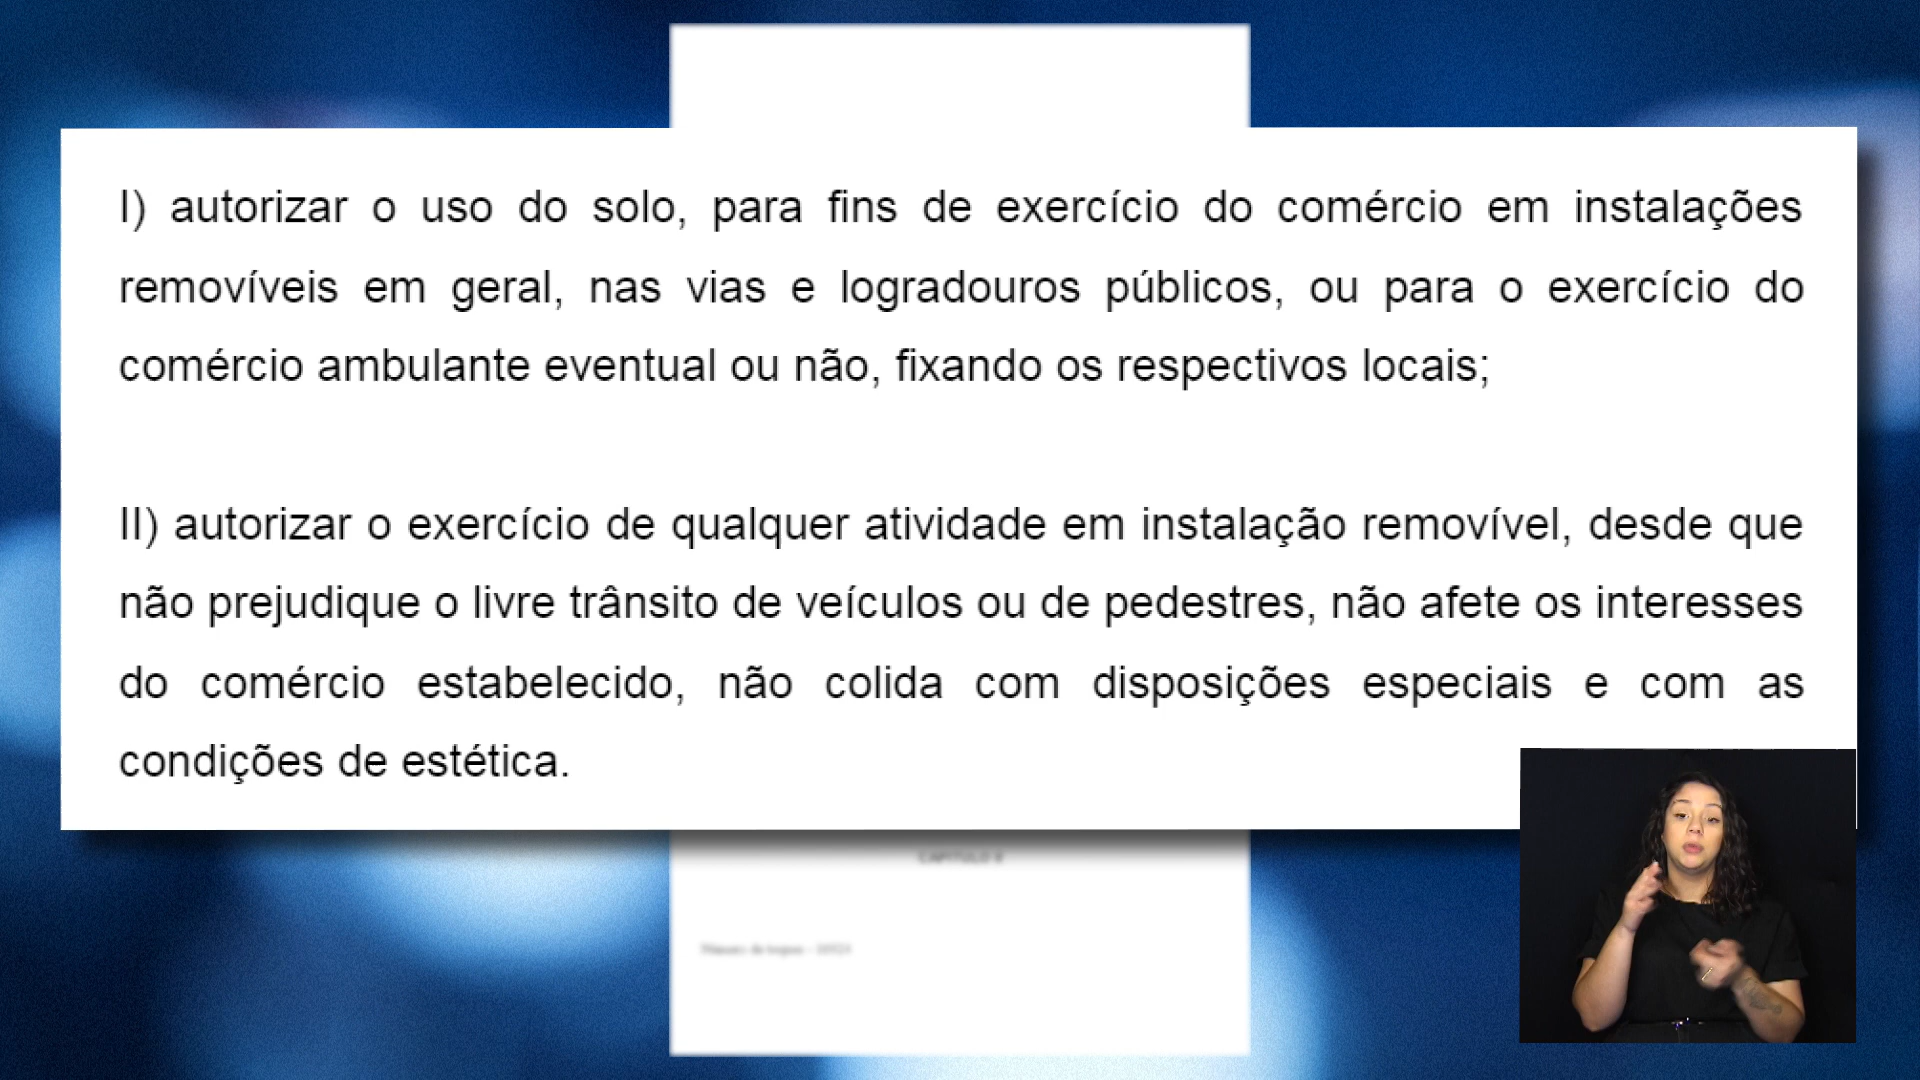 I) autorizar o uso do solo, para fins de exercício do comércio em instalações
removíveis em geral, nas vias e logradouros públicos, ou para o exercício do
comércio ambulante eventual ou não, fixando os respectivos locais;
II) autorizar o exercício de qualquer atividade em instalação removível, desde que
não prejudique o livre trânsito de veículos ou de pedestres, não afete os interesses
do comércio estabelecido, não colida com disposições especiais e com as
condições de estética.